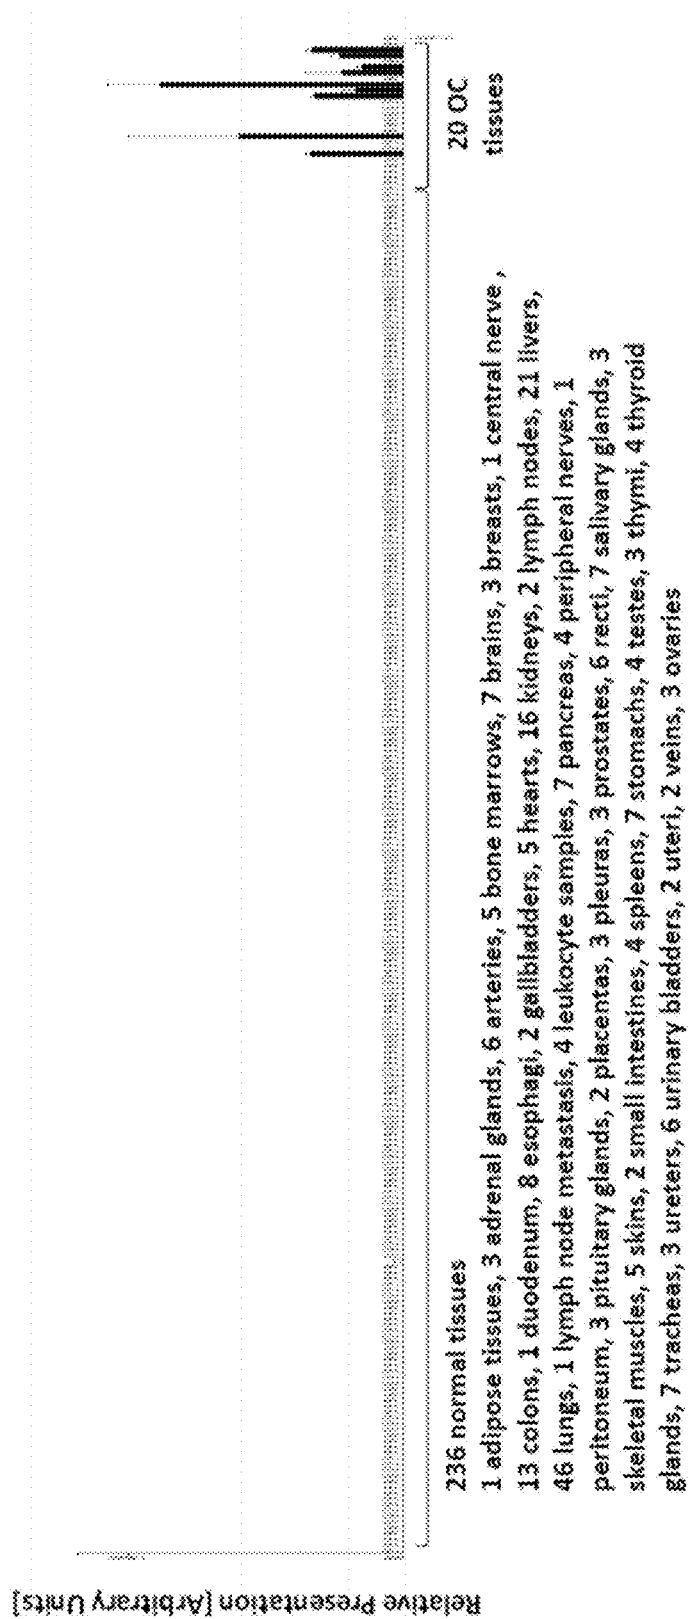 Relative Presentation [Arbitrary Units]
20 OC
tissues
236 normal tissues
1 adipose tissues, 3 adrenal glands, 6 arteries, 5 bone marrows, 7 brains, 3 breasts, 1 central nerve ,
13 colons, 1 duodenum, 8 esophagi, 2 gallbladders, 5 hearts, 16 kidneys, 2 lymph nodes, 21 livers,
46 lungs, 1 lymph node metastasis, 4 leukocyte samples, 7 pancreas, 4 peripheral nerves, 1
peritoneum, 3 pituitary glands, 2 placentas, 3 pleuras, 3 prostates, 6 recti, 7 salivary glands, 3
skeletal muscles, 5 skins, 2 small intestines, 4 spleens, 7 stomachs, 4 testes, 3 thymi, 4 thyroid
glands, 7 tracheas, 3 ureters, 6 urinary bladders, 2 uteri, 2 veins, 3 ovaries